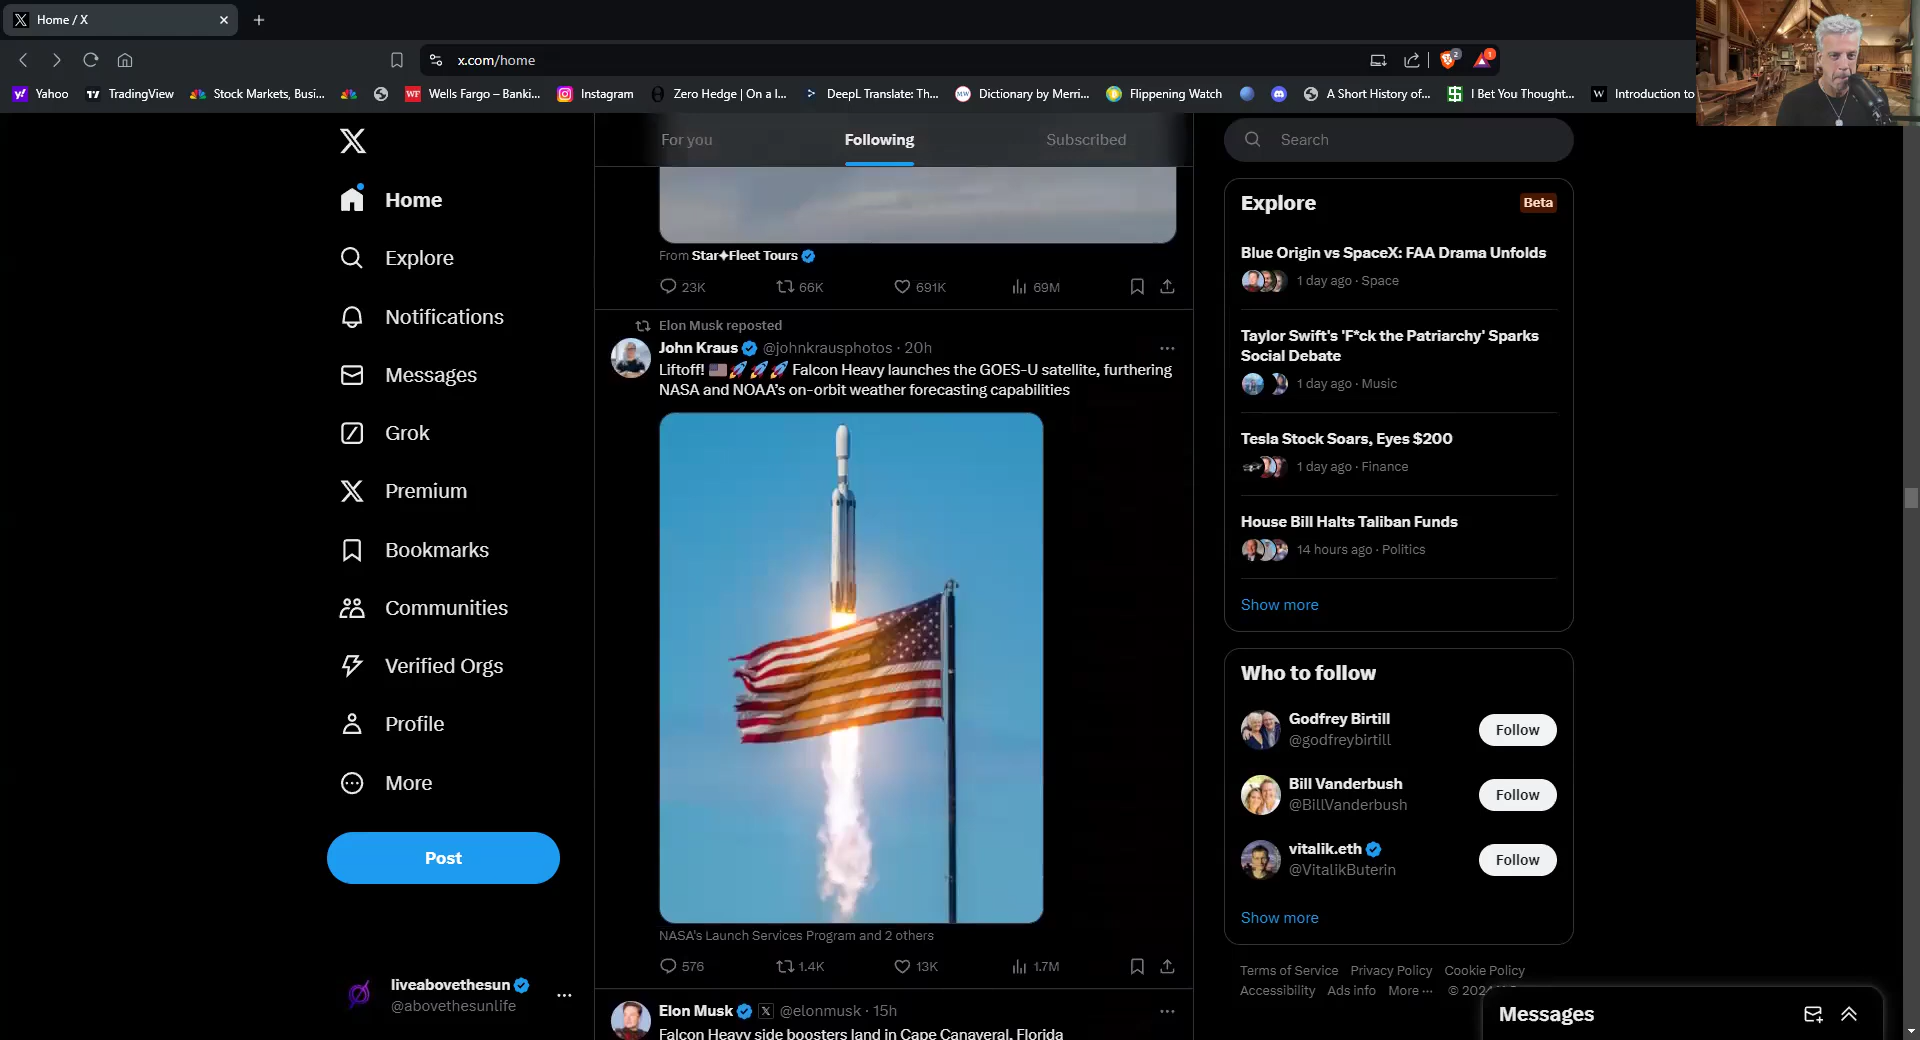 Home / X
x.com/home
2
1
Yahoo
TradingView
Stock Markets, Busi...
WF
Wells Fargo – Banki...
Instagram
Zero Hedge | On a l...
DeepL Translate: Th...
MW
Dictionary by Merri...
Flippening Watch
A Short History of...
I Bet You Thought...
W
Introduction to
Home
Explore
Notifications
Messages
Grok
Premium
Bookmarks
Communities
Verified Orgs
Profile
More
Post
liveabovethesun
@abovethesunlife
For you
Following
Subscribed
From Star✦Fleet Tours
23K
66K
691K
69M
Elon Musk reposted
John Kraus @johnkrausphotos · 20h
Liftoff! 🇺🇸🚀🚀🚀 Falcon Heavy launches the GOES-U satellite, furthering
NASA and NOAA’s on-orbit weather forecasting capabilities
NASA's Launch Services Program and 2 others
576
1.4K
13K
1.7M
Elon Musk @elonmusk · 15h
Falcon Heavy side boosters land in Cape Canaveral, Florida
Search
Explore
Beta
Blue Origin vs SpaceX: FAA Drama Unfolds
1 day ago · Space
Taylor Swift's 'F*ck the Patriarchy' Sparks
Social Debate
1 day ago · Music
Tesla Stock Soars, Eyes $200
1 day ago · Finance
House Bill Halts Taliban Funds
14 hours ago · Politics
Show more
Who to follow
Godfrey Birtill
@godfreybirtill
Follow
Bill Vanderbush
@BillVanderbush
Follow
vitalik.eth
@VitalikButerin
Follow
Show more
Terms of Service Privacy Policy Cookie Policy
Accessibility Ads info More ···
Messages